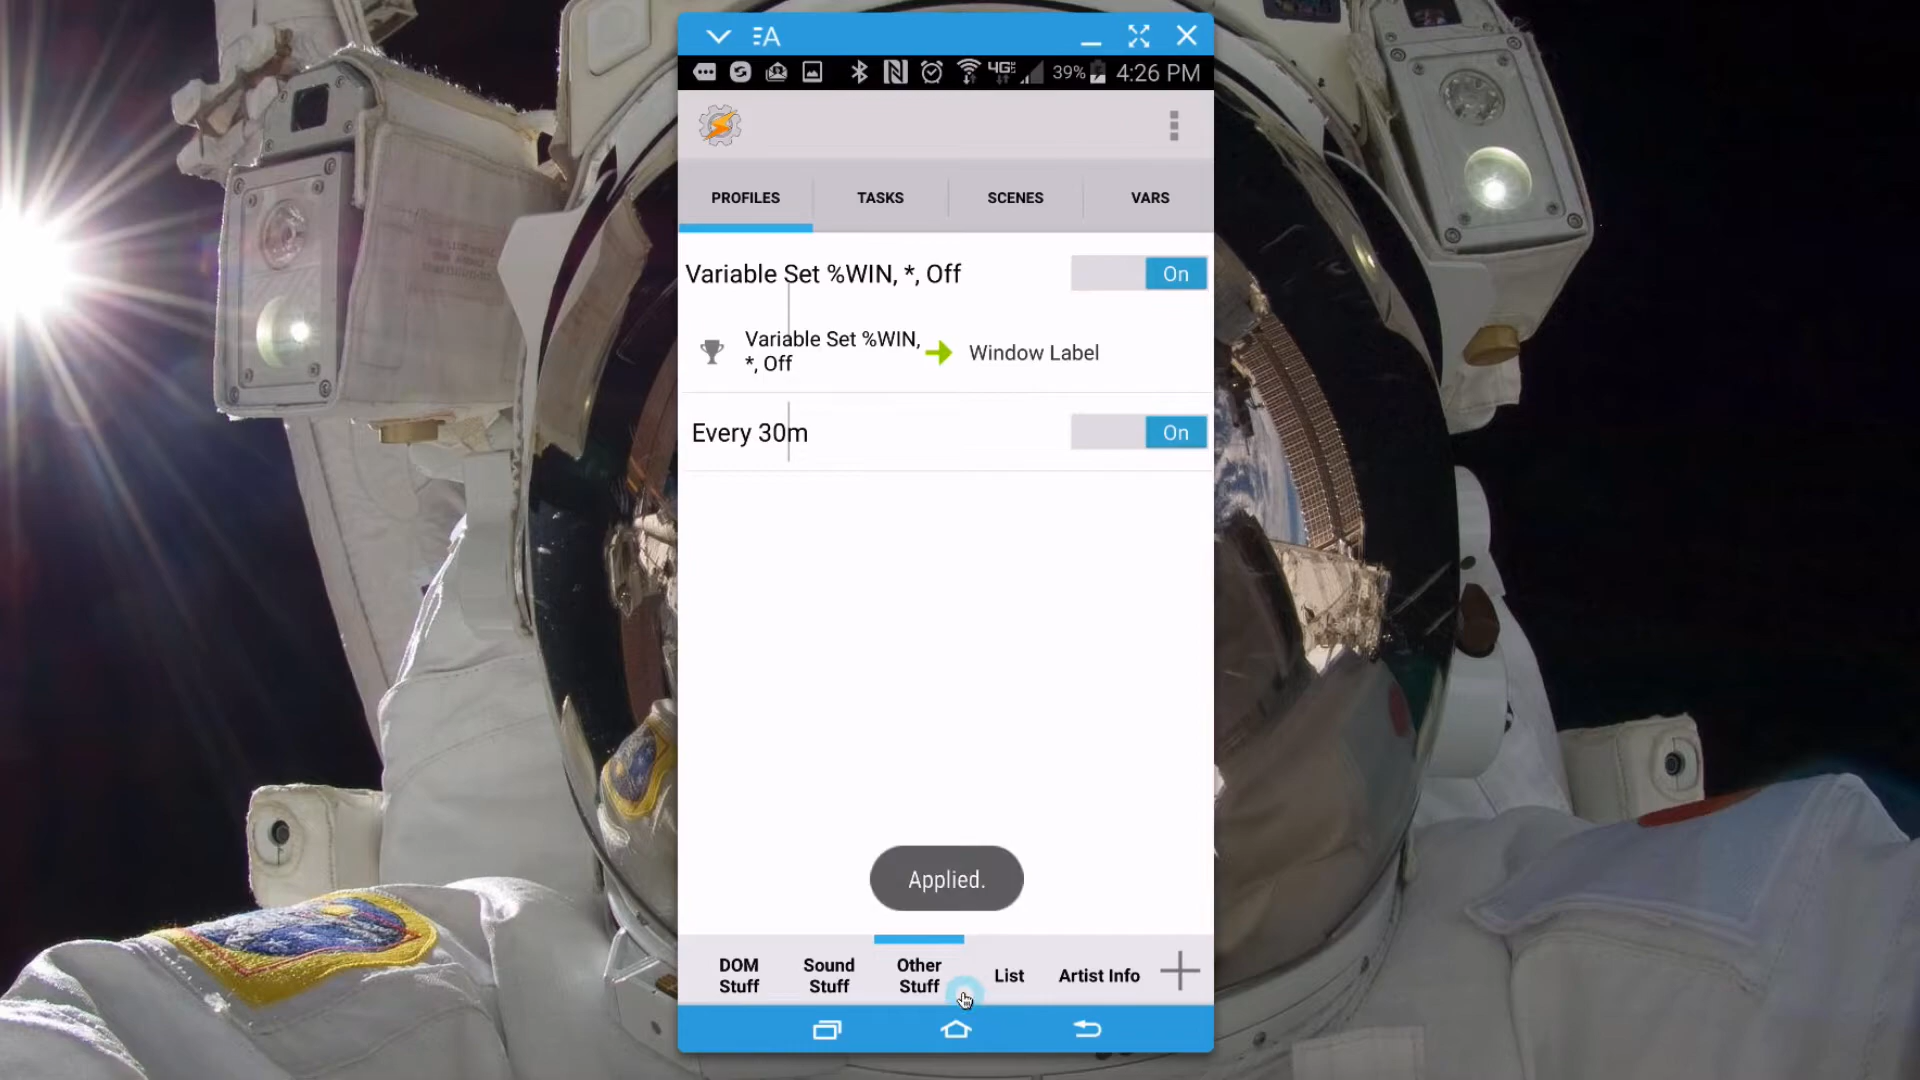 39% 4:26 PM
PROFILES TASKS SCENES VARS
Variable Set %WIN, *, Off On
Variable Set %WIN,
*, Off
Window Label
Every 30m On
Applied.
DOM
Stuff
Sound
Stuff
Other
Stuff
List
Artist Info